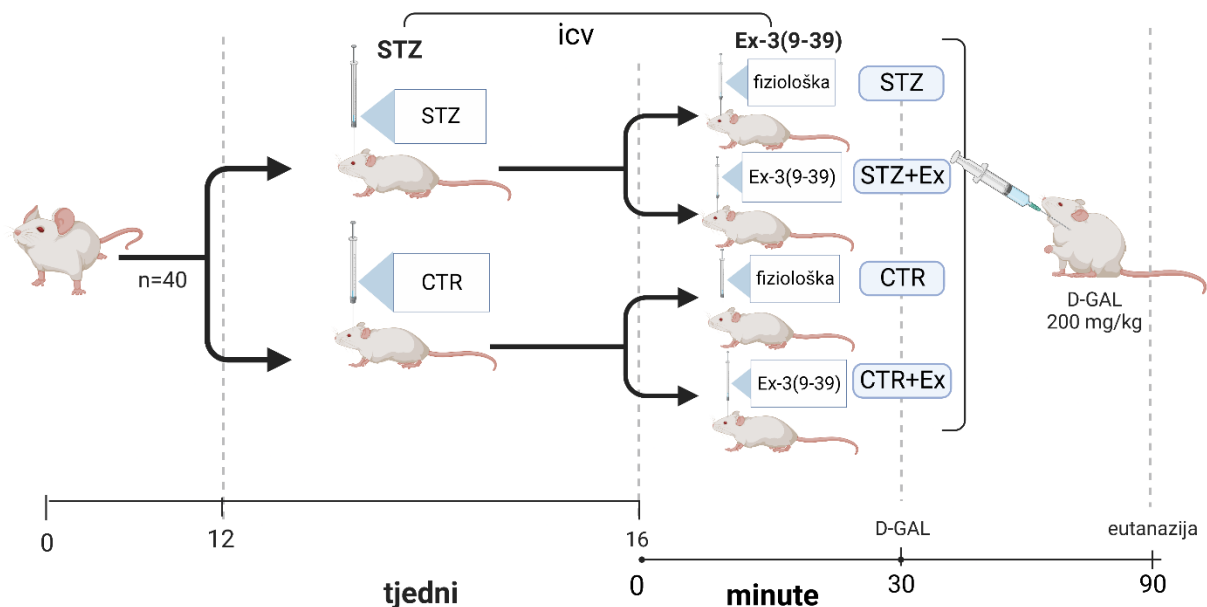 icv
STZ
Ex-3(9-39)
STZ
fiziološka
STZ
Ex-3(9-39)
STZ+Ex
n=40
CTR
fiziološka
CTR
D-GAL
200 mg/kg
Ex-3(9-39)
CTR+Ex
0
12
16
tjedni
D-GAL
eutanazija
0
30
90
minute